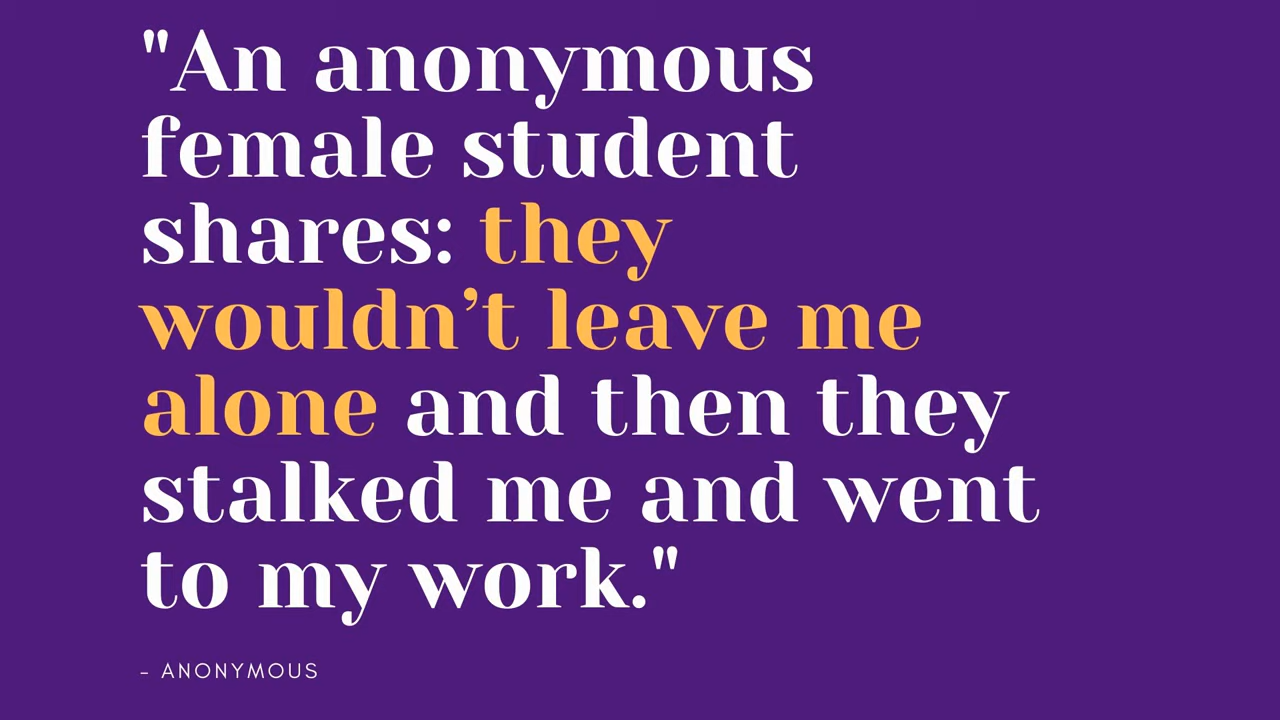 "An anonymous
female student
shares: they
wouldn’t leave me
alone and then they
stalked me and went
to my work."
- ANONYMOUS